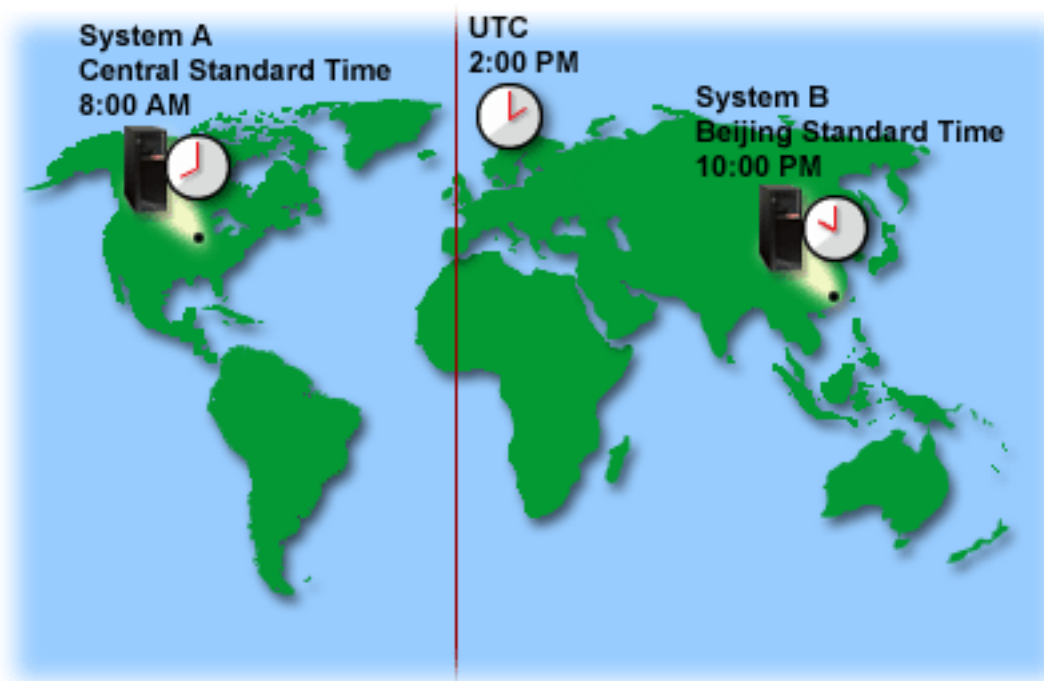 System A
Central Standard Time
8:00 AM
UTC
2:00 PM
System B
Beijing Standard Time
10:00 PM